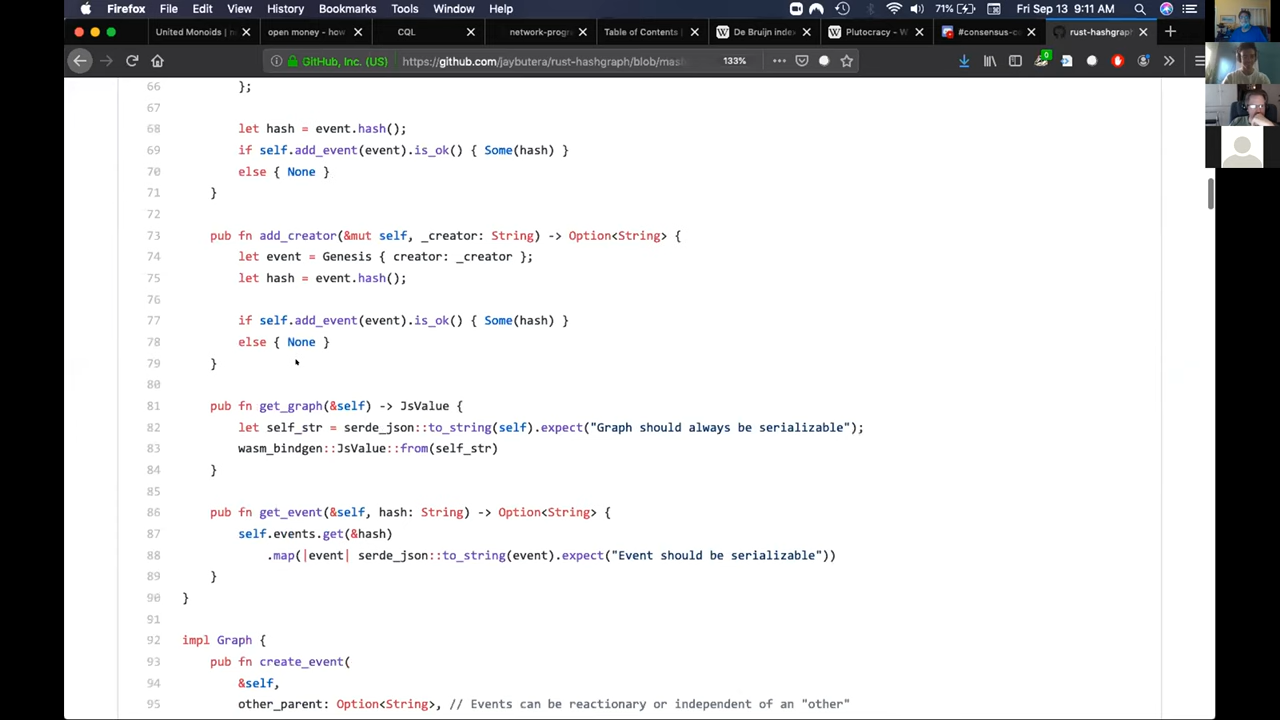 Firefox File Edit View History Bookmarks Tools Window Help 71% Fri Sep 13 9:11 AM
United Monoids | open money - how CQL network-progra Table of Contents | De Bruijn index Plutocracy - W #consensus-c rust-hashgraph
GitHub, Inc. (US) https://github.com/jaybutera/rust-hashgraph/blob/mast 133%
66 };
67
68 let hash = event.hash();
69 if self.add_event(event).is_ok() { Some(hash) }
70 else { None }
71 }
72
73 pub fn add_creator(&mut self, _creator: String) -> Option<String> {
74 let event = Genesis { creator: _creator };
75 let hash = event.hash();
76
77 if self.add_event(event).is_ok() { Some(hash) }
78 else { None }
79 }
80
81 pub fn get_graph(&self) -> JsValue {
82 let self_str = serde_json::to_string(self).expect("Graph should always be serializable");
83 wasm_bindgen::JsValue::from(self_str)
84 }
85
86 pub fn get_event(&self, hash: String) -> Option<String> {
87 self.events.get(&hash)
88 .map(|event| serde_json::to_string(event).expect("Event should be serializable"))
89 }
90 }
91
92 impl Graph {
93 pub fn create_event(
94 &self,
95 other_parent: Option<String>, // Events can be reactionary or independent of an "other"